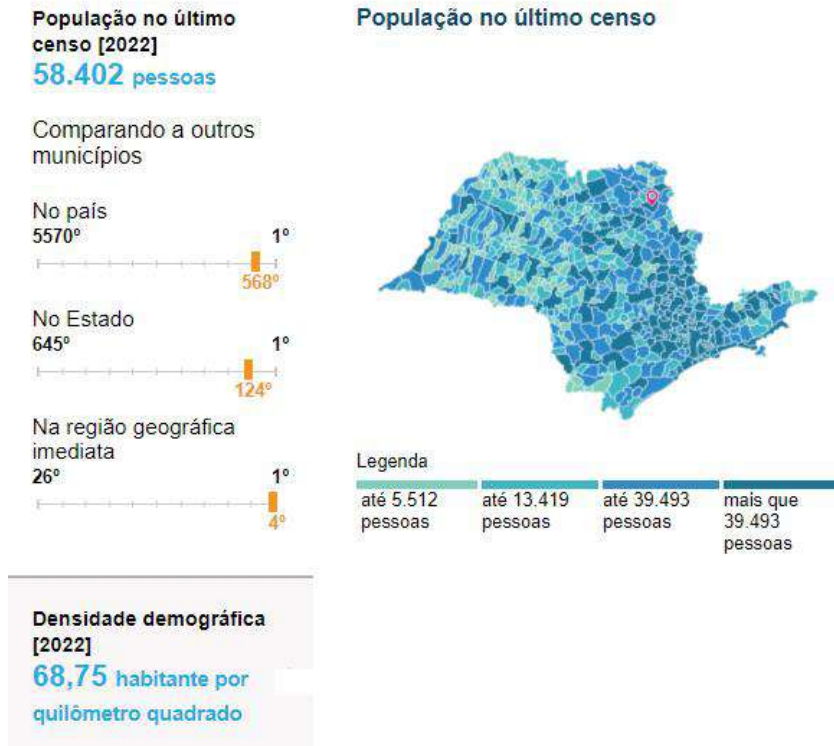 População no último
censo [2022]
58.402 pessoas
Comparando a outros
municípios
No país
5570º 1º
568º
No Estado
645º 1º
124º
Na região geográfica
imediata
26º 1º
4º
Densidade demográfica
[2022]
68,75 habitante por
quilômetro quadrado
População no último censo
Legenda
até 5.512
pessoas
até 13.419
pessoas
até 39.493
pessoas
mais que
39.493
pessoas